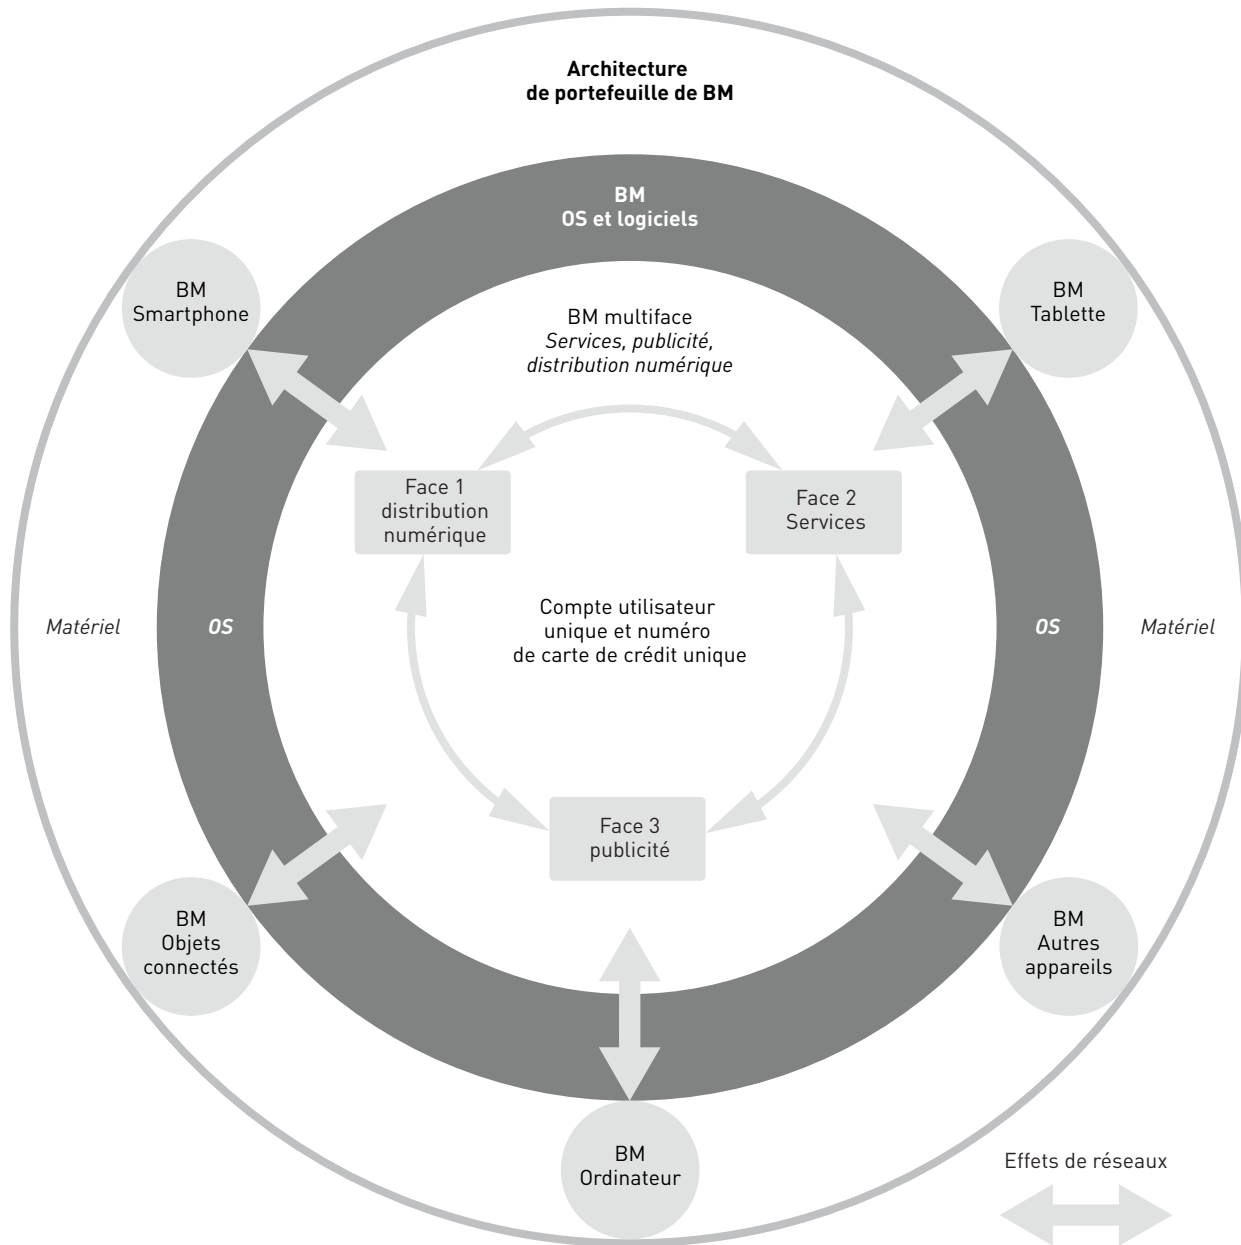 Architecture
de portefeuille de BM
BM
OS et logiciels
BM
Smartphone
BM
Tablette
BM multiface
Services, publicité,
distribution numérique
Face 1
distribution
numérique
Face 2
Services
Compte utilisateur
unique et numéro
de carte de crédit unique
Matériel
OS
OS
Matériel
Face 3
publicité
BM
Objets
connectés
BM
Autres
appareils
BM
Ordinateur
Effets de réseaux